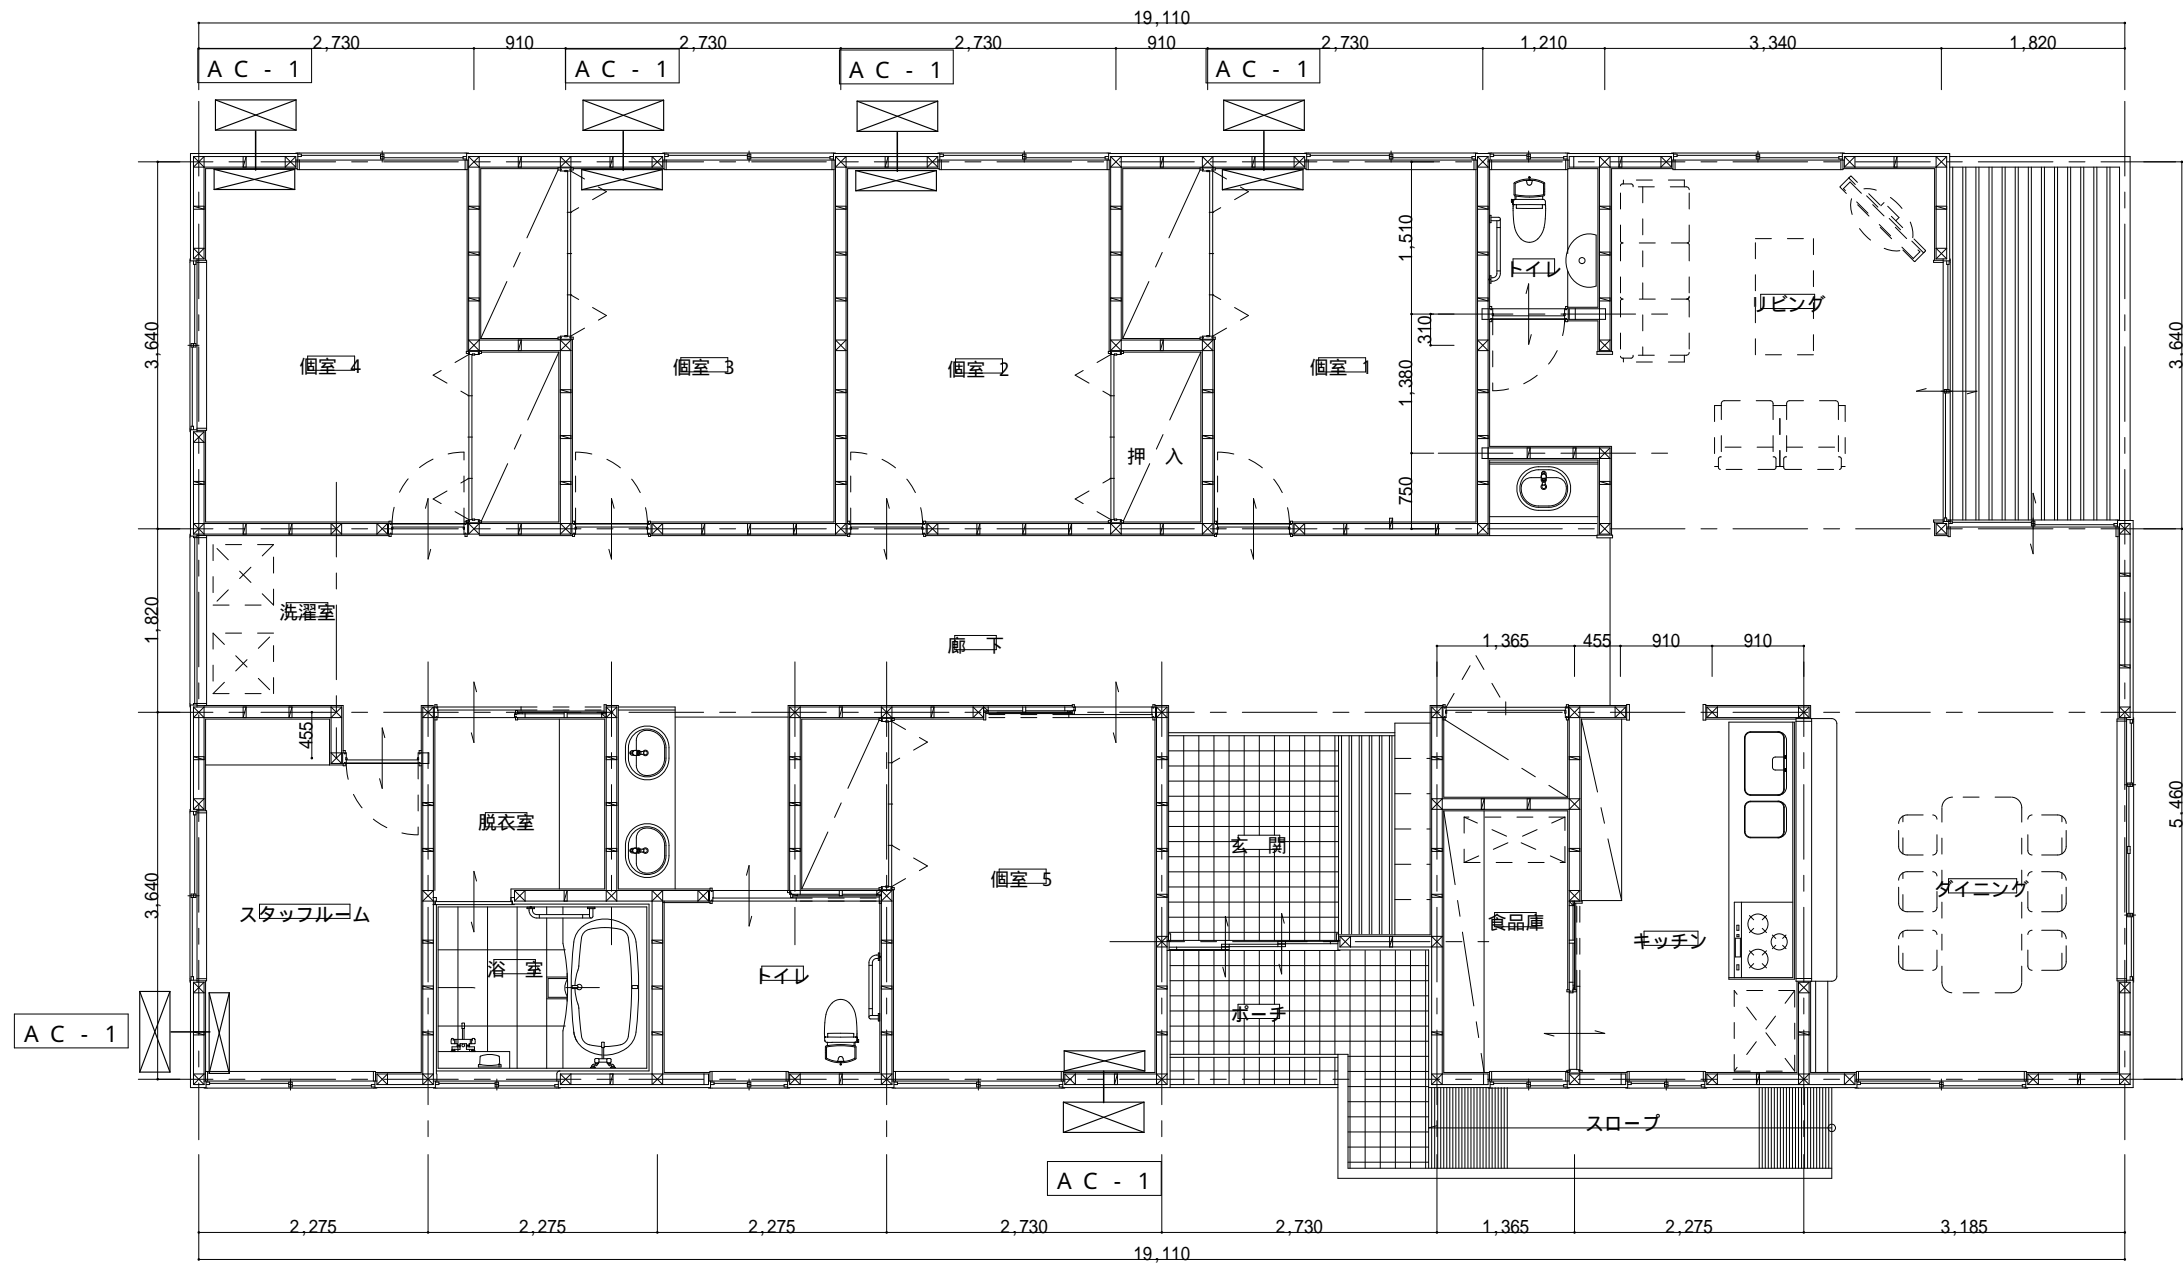 19,110
2,730 910 2,730 2,730 910 2,730 1,210 3,340 1,820
AC-1 AC-1 AC-1 AC-1
1,510
トイレ
リビング
3,640
310
3,640
個室 4
個室 3
個室 2
個室 1
1,380
押 入
750
洗濯室
1,820
廊 下
1,365 455 910 910
455
脱衣室
玄 関
5,460
個室 5
ダイニング
3,640
スタッフルーム
食品庫
キッチン
浴 室
トイレ
ポーチ
AC-1
スロープ
AC-1
2,275 2,275 2,275 2,730 2,730 1,365 2,275 3,185
19,110